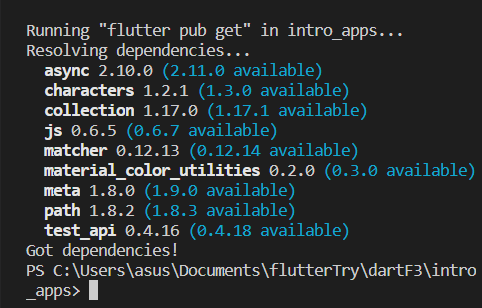 Running "flutter pub get" in intro_apps...
Resolving dependencies...
async 2.10.0 (2.11.0 available)
characters 1.2.1 (1.3.0 available)
collection 1.17.0 (1.17.1 available)
js 0.6.5 (0.6.7 available)
matcher 0.12.13 (0.12.14 available)
material_color_utilities 0.2.0 (0.3.0 available)
meta 1.8.0 (1.9.0 available)
path 1.8.2 (1.8.3 available)
test_api 0.4.16 (0.4.18 available)
Got dependencies!
PS C:\Users\asus\Documents\flutterTry\dartF3\intro
_apps>